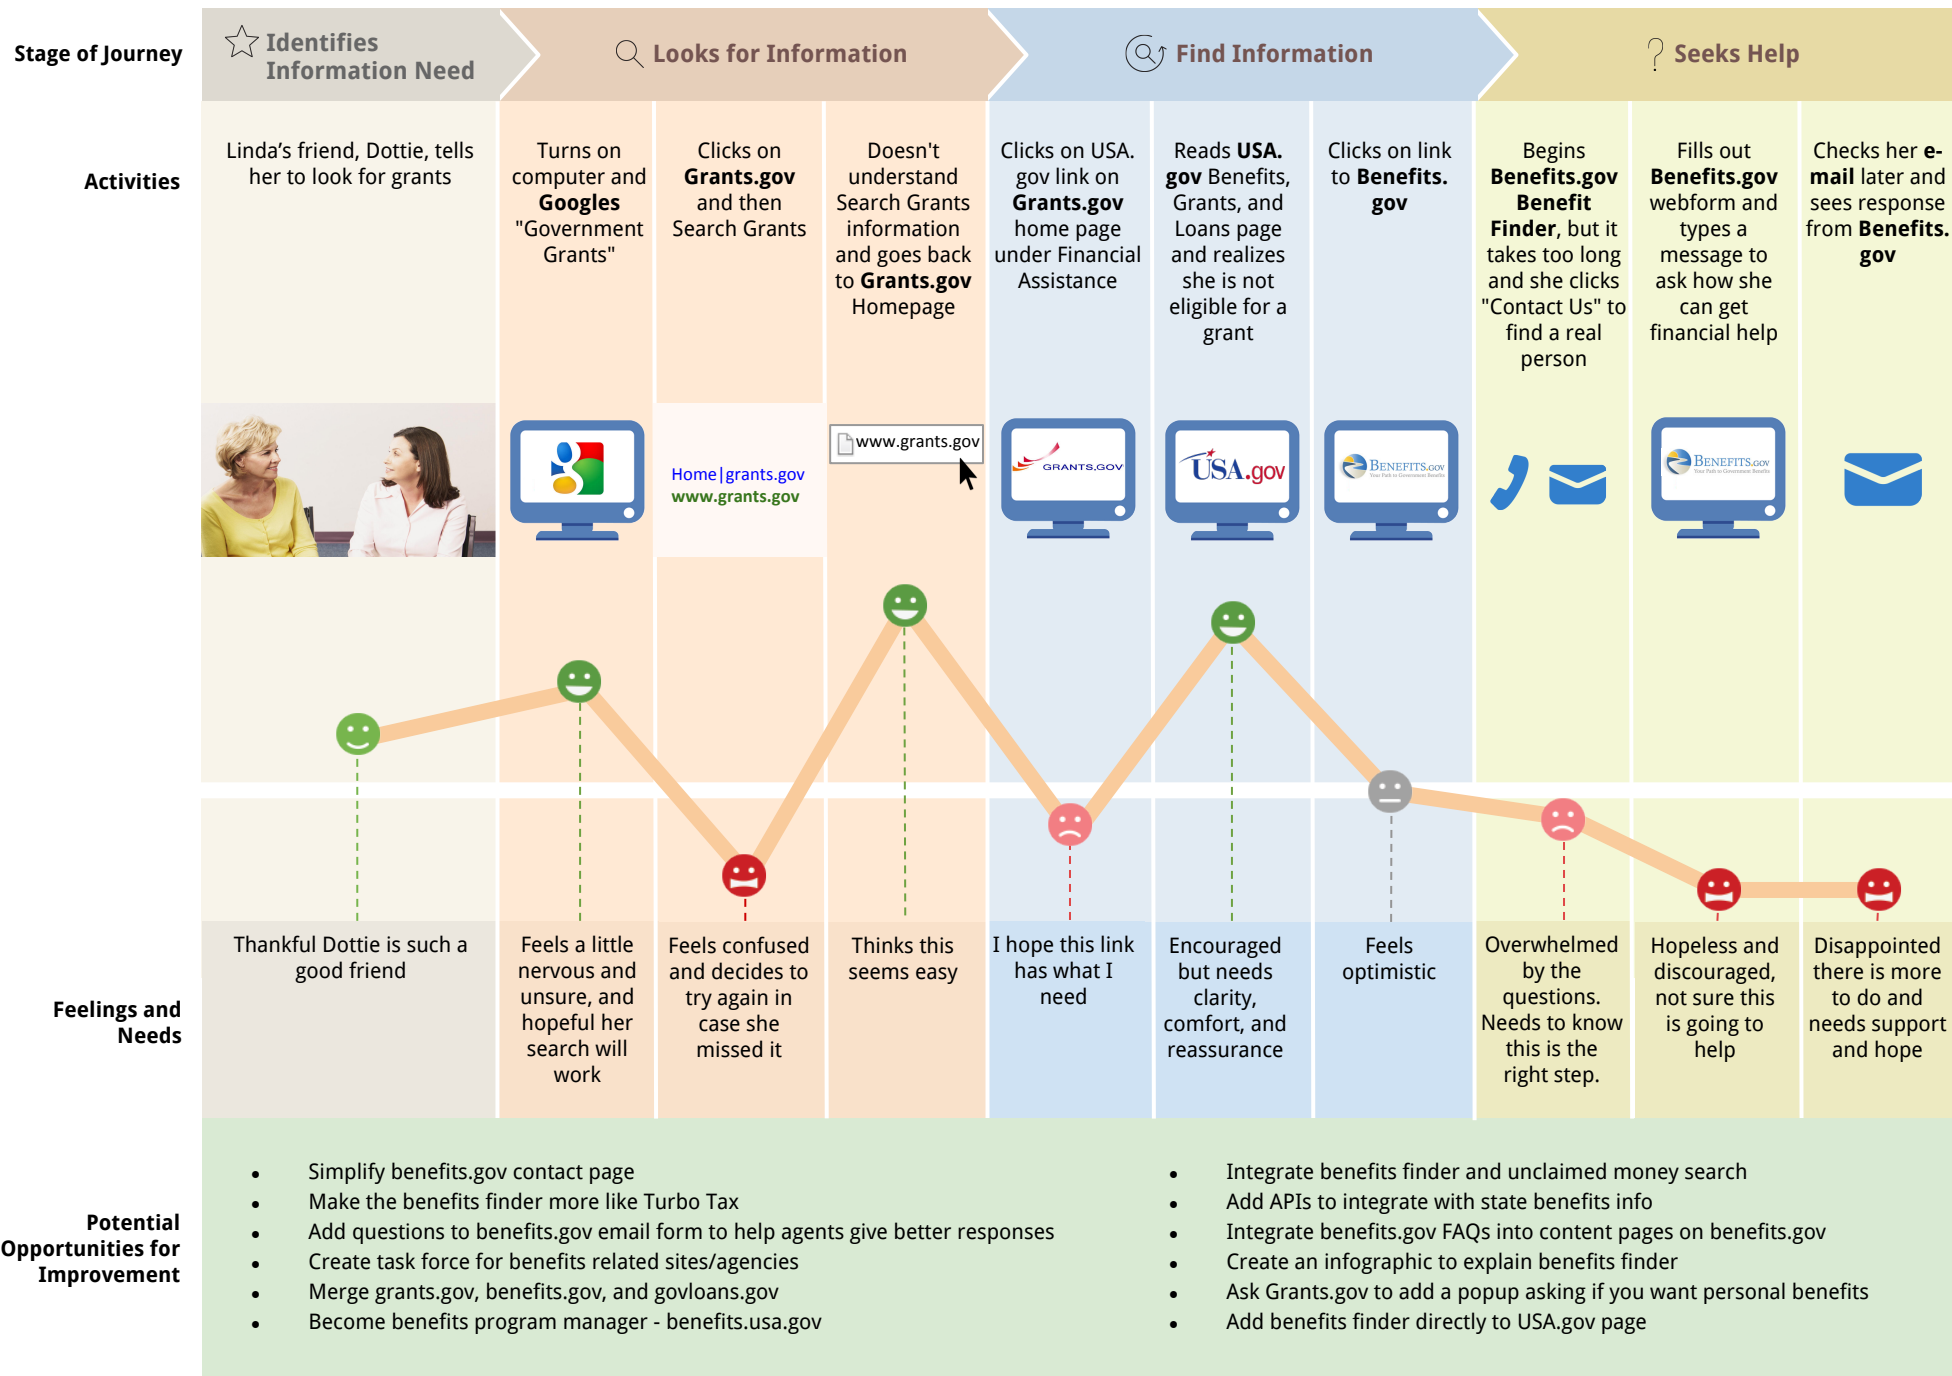 Stage of Journey
Identifies
Information Need
Looks for Information
Find Information
Seeks Help
Activities
Linda's friend, Dottie, tells
her to look for grants
Turns on
computer and
Googles
"Government
Grants"
Clicks on
Grants.gov
and then
Search Grants
Doesn't
understand
Search Grants
information
and goes back
to Grants.gov
Homepage
Clicks on USA.
gov link on
Grants.gov
home page
under Financial
Assistance
Reads USA.
gov Benefits,
Grants, and
Loans page
and realizes
she is not
eligible for a
grant
Clicks on link
to Benefits.
gov
Begins
Benefits.gov
Benefit
Finder, but it
takes too long
and she clicks
"Contact Us" to
find a real
person
Fills out
Benefits.gov
webform and
types a
message to
ask how she
can get
financial help
Checks her e-
mail later and
sees response
from Benefits.
gov
Home|grants.gov
www.grants.gov
www.grants.gov
GRANTS.GOV
USA.gov
BENEFITS.GOV
Your Path to Government Benefits
BENEFITS.GOV
Your Path to Government Benefits
Feelings and
Needs
Thankful Dottie is such a
good friend
Feels a little
nervous and
unsure, and
hopeful her
search will
work
Feels confused
and decides to
try again in
case she
missed it
Thinks this
seems easy
I hope this link
has what I
need
Encouraged
but needs
clarity,
comfort, and
reassurance
Feels
optimistic
Overwhelmed
by the
questions.
Needs to know
this is the
right step.
Hopeless and
discouraged,
not sure this
is going to
help
Disappointed
there is more
to do and
needs support
and hope
Potential
Opportunities for
Improvement
• Simplify benefits.gov contact page
• Make the benefits finder more like Turbo Tax
• Add questions to benefits.gov email form to help agents give better responses
• Create task force for benefits related sites/agencies
• Merge grants.gov, benefits.gov, and govloans.gov
• Become benefits program manager - benefits.usa.gov
• Integrate benefits finder and unclaimed money search
• Add APIs to integrate with state benefits info
• Integrate benefits.gov FAQs into content pages on benefits.gov
• Create an infographic to explain benefits finder
• Ask Grants.gov to add a popup asking if you want personal benefits
• Add benefits finder directly to USA.gov page